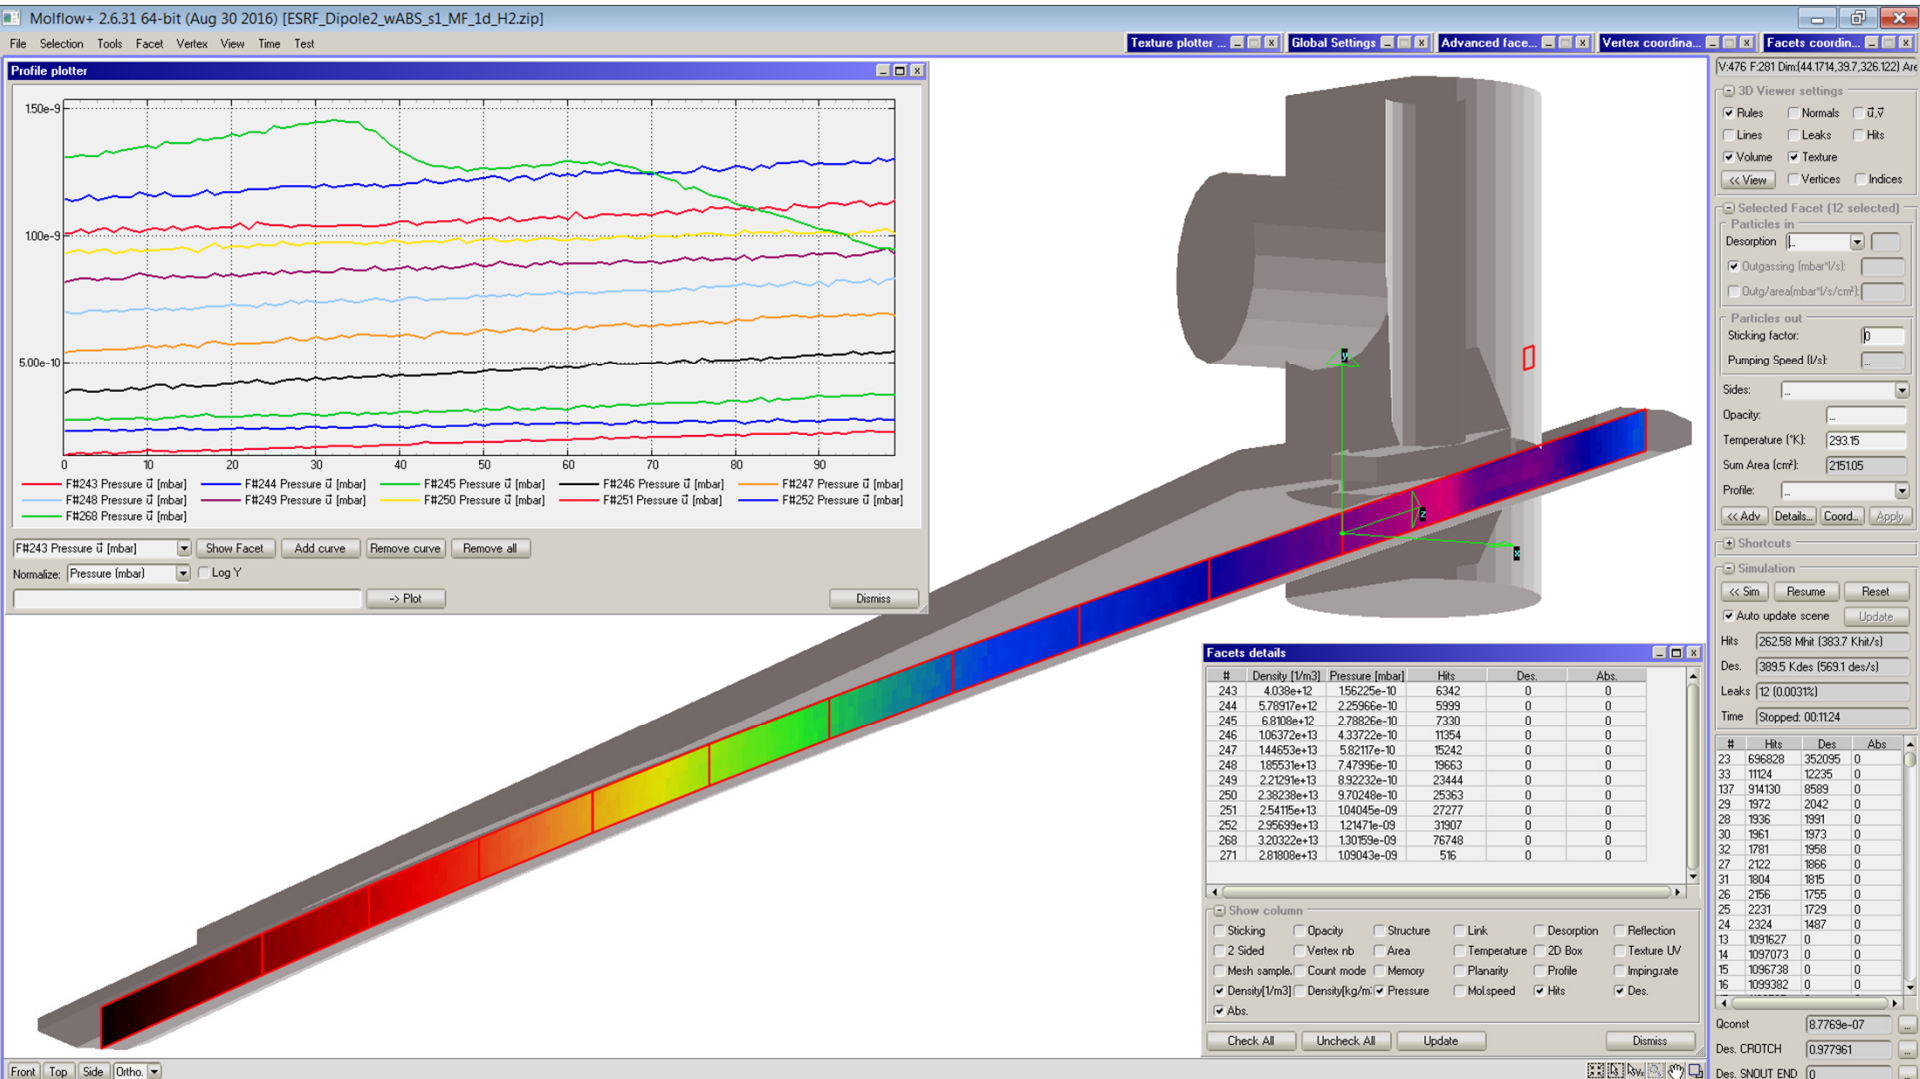 Molflow+ 2.6.31 64-bit (Aug 30 2016) [ESRF_Dipole2_wABS_s1_MF_1d_H2.zip]
File Selection Tools Facet Vertex View Time Test
Texture plotter ... Global Settings Advanced face... Vertex coordina... Facets coordin...
Profile plotter
150e-9
100e-9
5.00e-10
0 10 20 30 40 50 60 70 80 90
F#243 Pressure ū [mbar] F#244 Pressure ū [mbar] F#245 Pressure ū [mbar] F#246 Pressure ū [mbar] F#247 Pressure ū [mbar]
F#248 Pressure ū [mbar] F#249 Pressure ū [mbar] F#250 Pressure ū [mbar] F#251 Pressure ū [mbar] F#252 Pressure ū [mbar]
F#268 Pressure ū [mbar]
F#243 Pressure ū [mbar] Show Facet Add curve Remove curve Remove all
Normalize: Pressure (mbar) Log Y
-> Plot Dismiss
y
z
x
V:476 F:281 Dim:(44.1714,39.7,326.122) Are
3D Viewer settings
Rules Normals ū,v̄
Lines Leaks Hits
Volume Texture
<< View Vertices Indices
Selected Facet (12 selected)
Particles in
Desorption ...
Outgassing (mbar*l/s):
Outg/area(mbar*l/s/cm²):
Particles out
Sticking factor: 0
Pumping Speed (l/s): ...
Sides: ...
Opacity: ...
Temperature (°K): 293.15
Sum Area (cm²): 2151.05
Profile: ...
<< Adv Details... Coord... Apply
Shortcuts
Simulation
<< Sim Resume Reset
Auto update scene Update
Hits 262.58 Mhit (383.7 Khit/s)
Des. 389.5 Kdes (569.1 des/s)
Leaks 12 (0.0031%)
Time Stopped: 00:11:24
# Hits Des Abs
23 696828 352095 0
33 11124 12235 0
137 914130 8589 0
29 1972 2042 0
28 1936 1991 0
30 1961 1973 0
32 1781 1958 0
27 2122 1866 0
31 1804 1815 0
26 2156 1755 0
25 2231 1729 0
24 2324 1487 0
13 1091627 0 0
14 1097073 0 0
15 1096738 0 0
16 1099382 0 0
Qconst 8.7769e-07 ...
Des. CROTCH 0.977961 ...
Des. SNOUT END 0 ...
Facets details
# Density [1/m3] Pressure [mbar] Hits Des. Abs.
243 4.038e+12 1.56225e-10 6342 0 0
244 5.78917e+12 2.25966e-10 5999 0 0
245 6.8108e+12 2.78826e-10 7330 0 0
246 1.06372e+13 4.33722e-10 11354 0 0
247 1.44653e+13 5.82117e-10 15242 0 0
248 1.85531e+13 7.47996e-10 19663 0 0
249 2.21291e+13 8.92232e-10 23444 0 0
250 2.38238e+13 9.70248e-10 25363 0 0
251 2.54115e+13 1.04045e-09 27277 0 0
252 2.95699e+13 1.21471e-09 31907 0 0
268 3.20322e+13 1.30159e-09 76748 0 0
271 2.81808e+13 1.09043e-09 516 0 0
Show column
Sticking Opacity Structure Link Desorption Reflection
2 Sided Vertex nb Area Temperature 2D Box Texture UV
Mesh sample. Count mode Memory Planarity Profile Imping.rate
Density[1/m3] Density[kg/m: Pressure Mol.speed Hits Des.
Abs.
Check All Uncheck All Update Dismiss
Front Top Side Ortho.